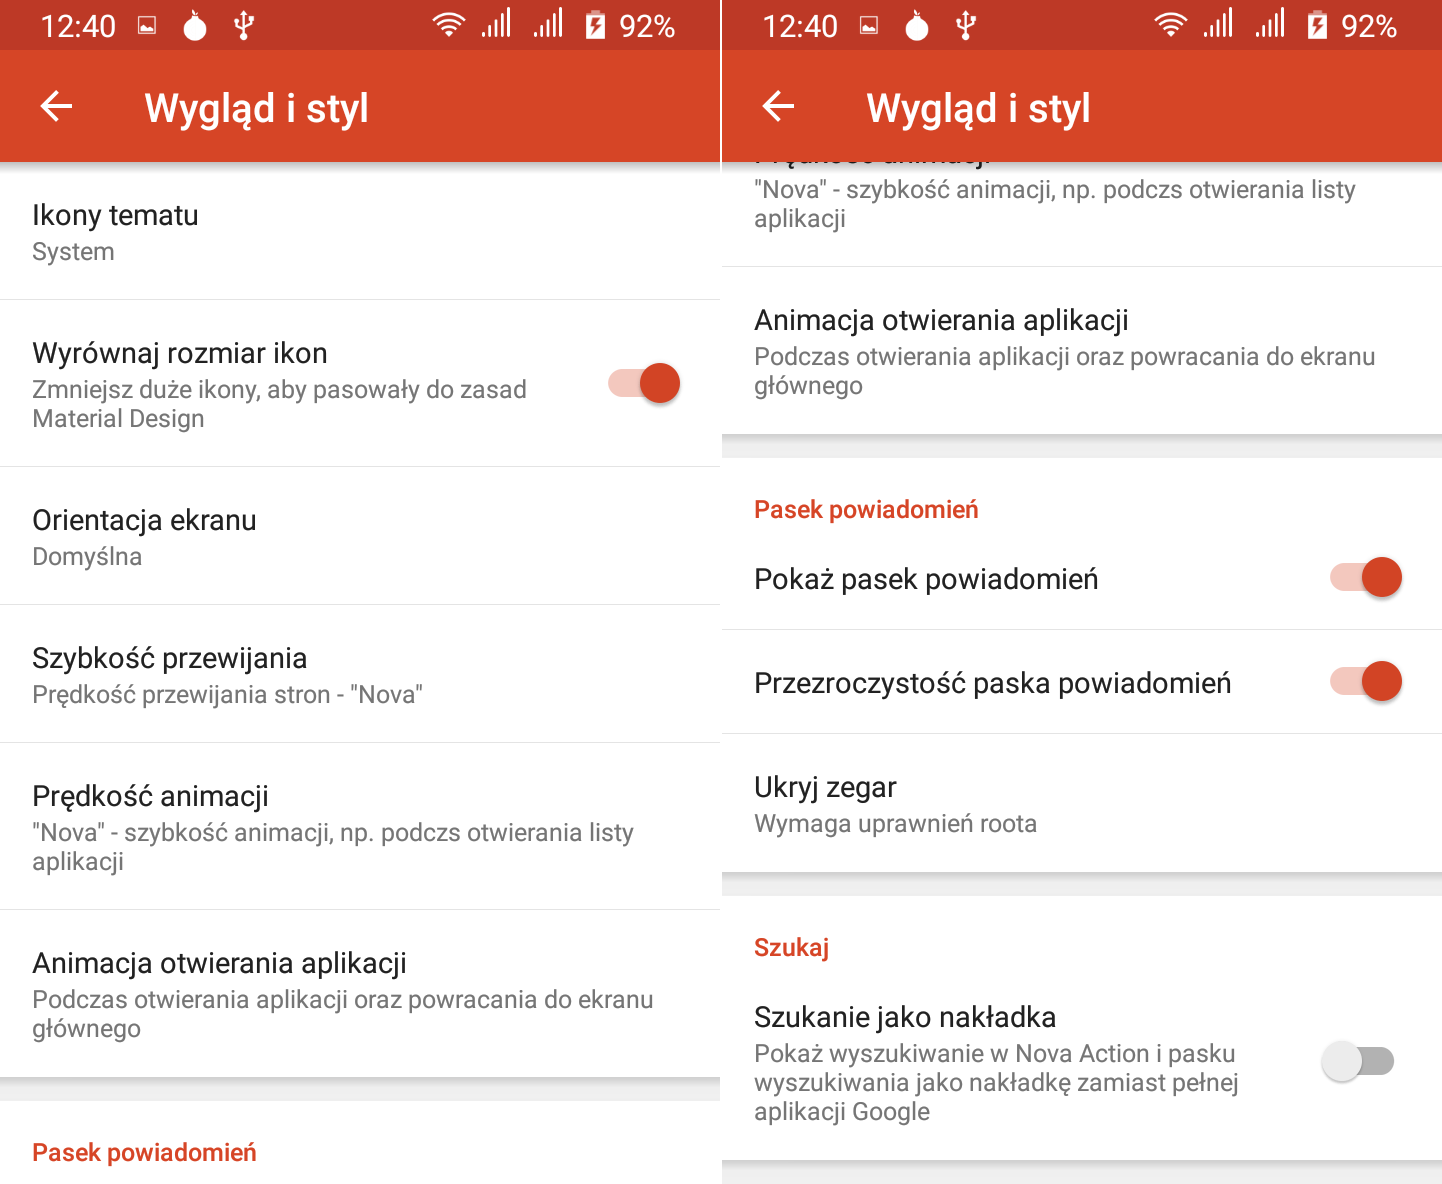 12:40
92%
Wygląd i styl
Ikony tematu
System
Wyrównaj rozmiar ikon
Zmniejsz duże ikony, aby pasowały do zasad
Material Design
Orientacja ekranu
Domyślna
Szybkość przewijania
Prędkość przewijania stron - "Nova"
Prędkość animacji
"Nova" - szybkość animacji, np. podczs otwierania listy
aplikacji
Animacja otwierania aplikacji
Podczas otwierania aplikacji oraz powracania do ekranu
głównego
Pasek powiadomień
12:40
92%
Wygląd i styl
"Nova" - szybkość animacji, np. podczs otwierania listy
aplikacji
Animacja otwierania aplikacji
Podczas otwierania aplikacji oraz powracania do ekranu
głównego
Pasek powiadomień
Pokaż pasek powiadomień
Przezroczystość paska powiadomień
Ukryj zegar
Wymaga uprawnień roota
Szukaj
Szukanie jako nakładka
Pokaż wyszukiwanie w Nova Action i pasku
wyszukiwania jako nakładkę zamiast pełnej
aplikacji Google